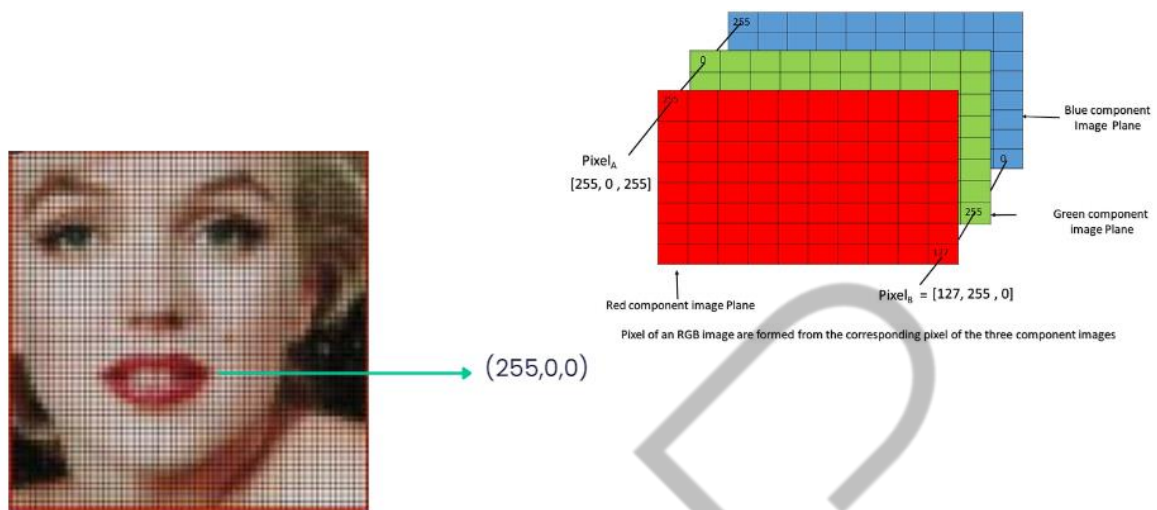 255
0
255
Blue component
Image Plane
Pixel_A
[255, 0 , 255]
0
255
Green component
image Plane
127
Pixel_B = [127, 255 , 0]
Red component image Plane
Pixel of an RGB image are formed from the corresponding pixel of the three component images
(255,0,0)